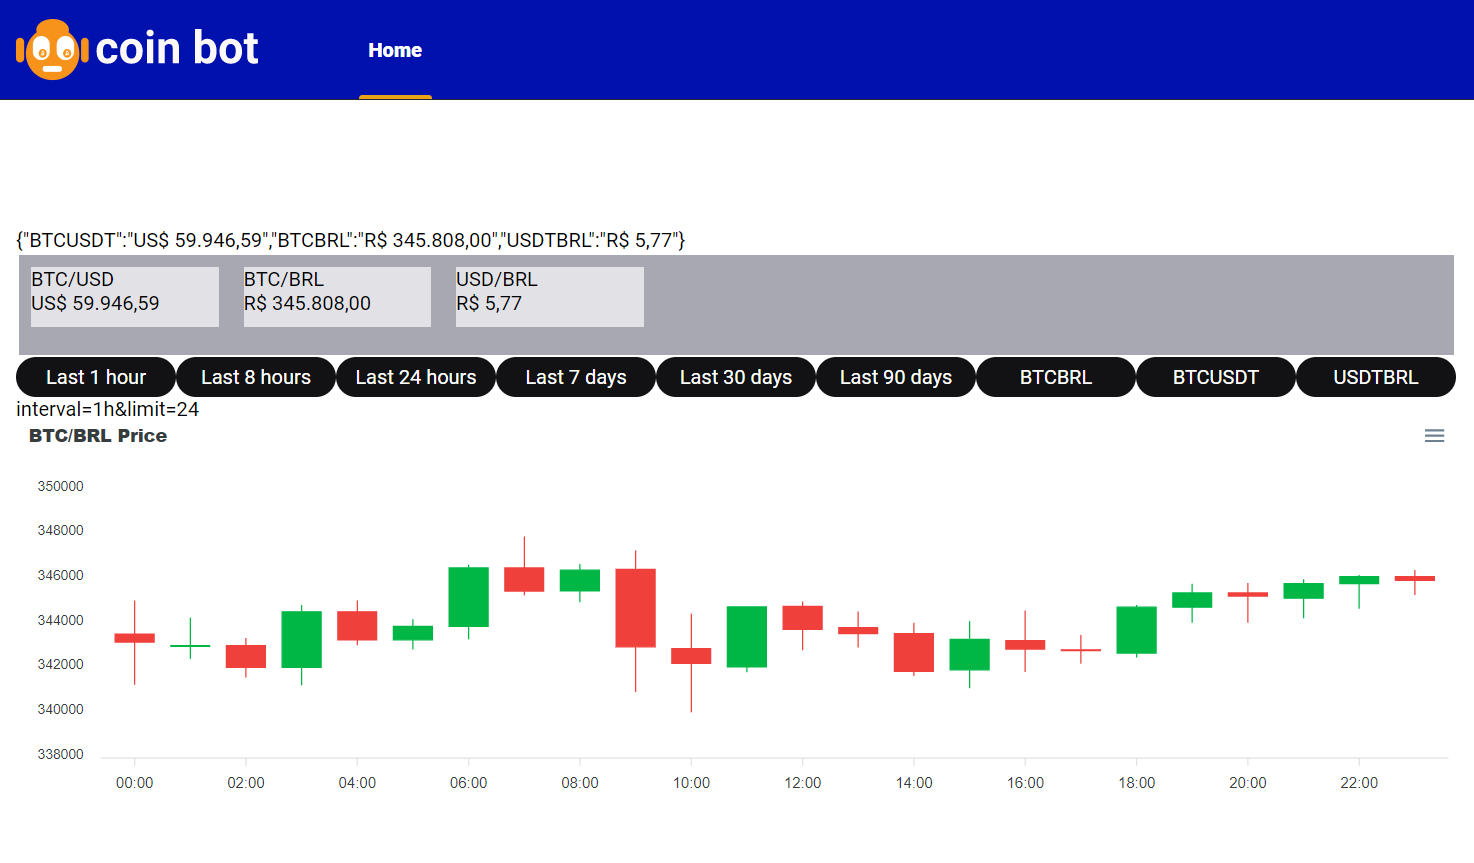 coin bot
Home
{"BTCUSDT":"US$ 59.946,59","BTCBRL":"R$ 345.808,00","USDTBRL":"R$ 5,77"}
BTC/USD
US$ 59.946,59
BTC/BRL
R$ 345.808,00
USD/BRL
R$ 5,77
Last 1 hour Last 8 hours Last 24 hours Last 7 days Last 30 days Last 90 days BTCBRL BTCUSDT USDTBRL
interval=1h&limit=24
BTC/BRL Price
350000
348000
346000
344000
342000
340000
338000
00:00 02:00 04:00 06:00 08:00 10:00 12:00 14:00 16:00 18:00 20:00 22:00